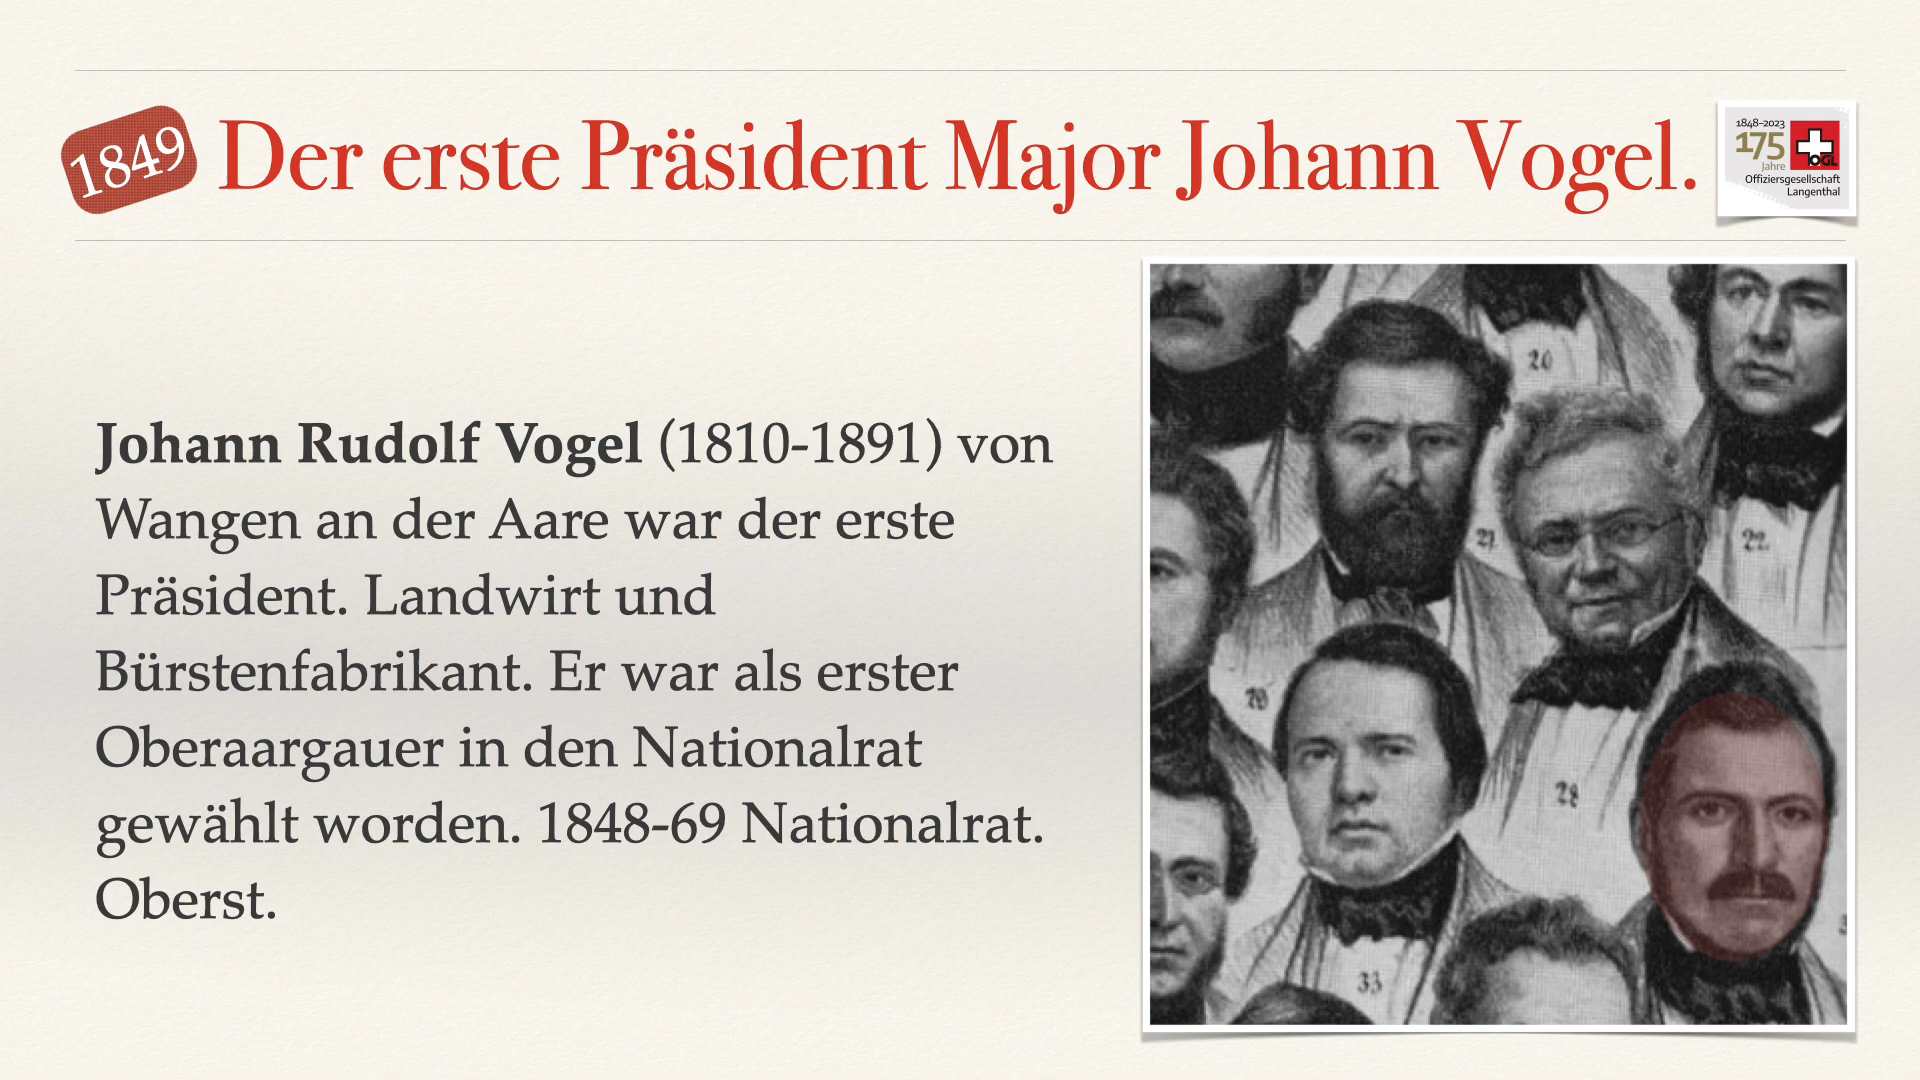 1849
Der erste Präsident Major Johann Vogel.
1848–2023
175
Jahre
OGL
Offiziersgesellschaft
Langenthal
Johann Rudolf Vogel (1810-1891) von
Wangen an der Aare war der erste
Präsident. Landwirt und
Bürstenfabrikant. Er war als erster
Oberaargauer in den Nationalrat
gewählt worden. 1848-69 Nationalrat.
Oberst.
20
21
22
28
33